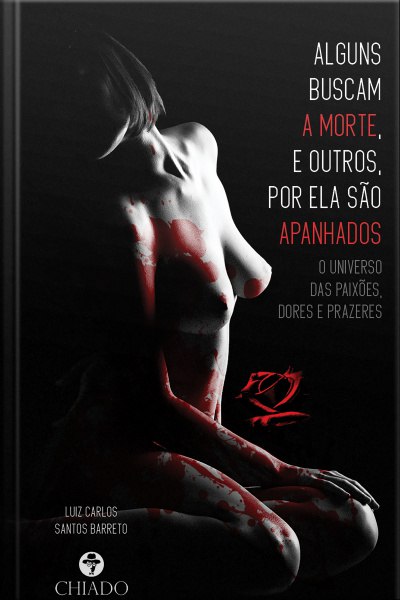 ALGUNS
BUSCAM
A MORTE,
E OUTROS,
POR ELA SÃO
APANHADOS
O UNIVERSO
DAS PAIXÕES,
DORES E PRAZERES
LUIZ CARLOS
SANTOS BARRETO
CHIADO